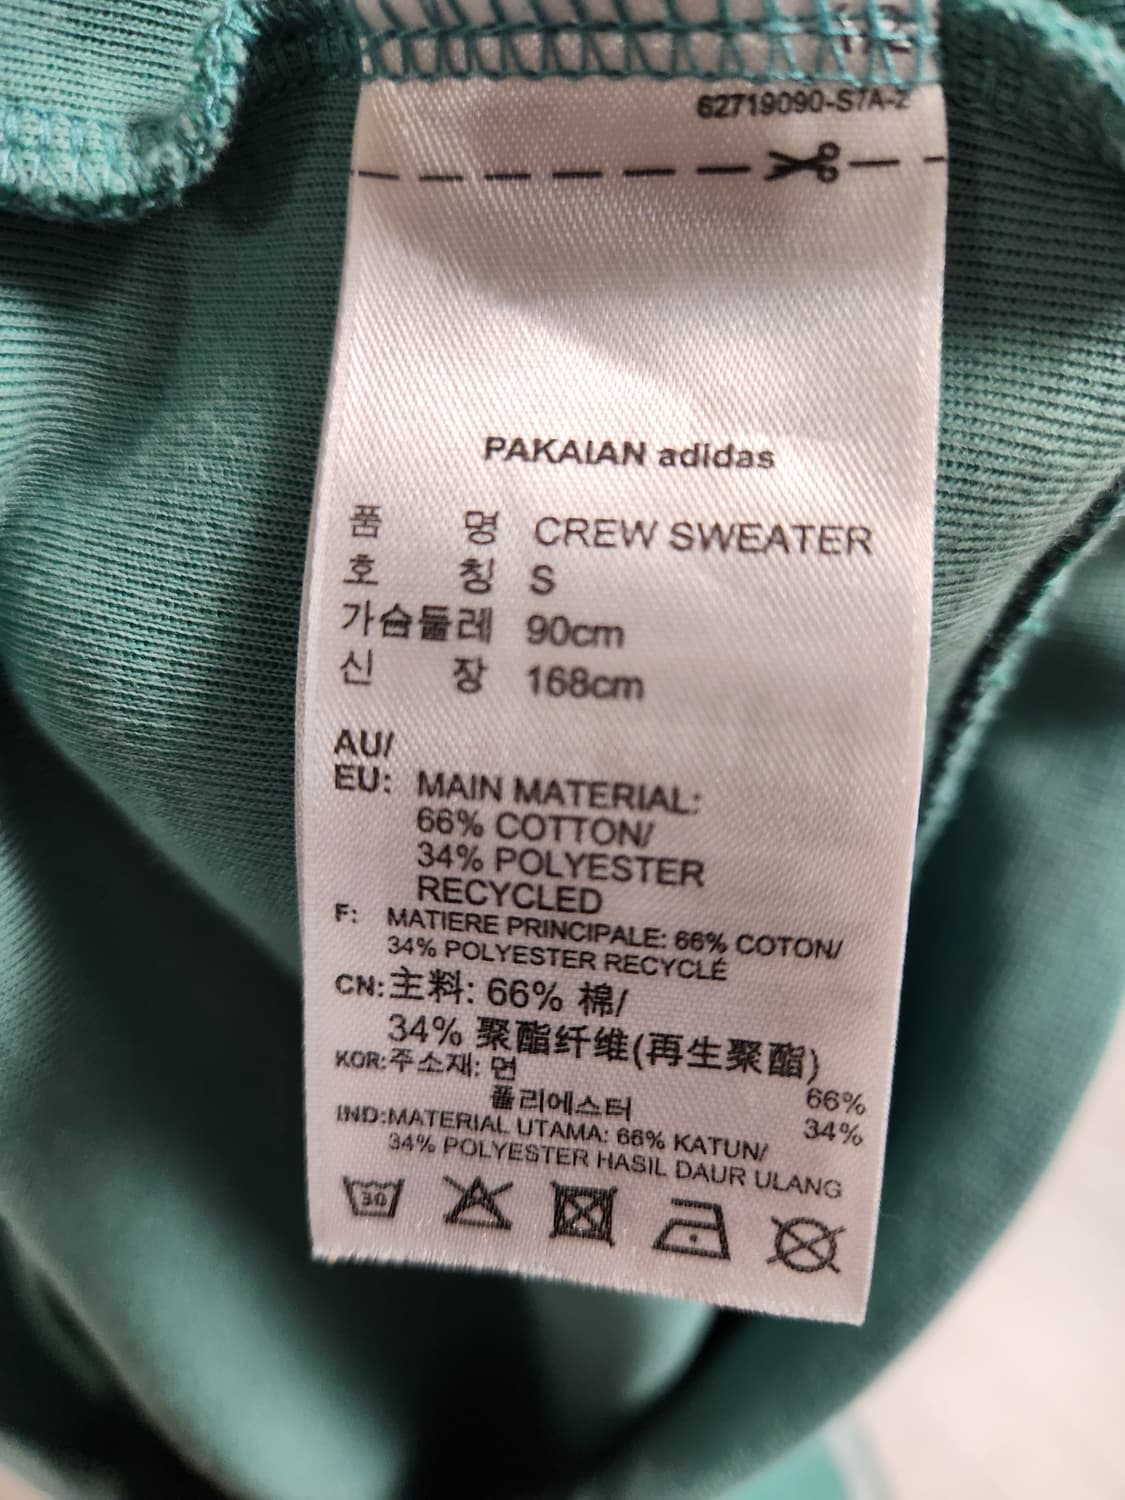 62719090-S7A-2
PAKAIAN adidas
품 명 CREW SWEATER
호 칭 S
가슴둘레 90cm
신 장 168cm
AU/
EU: MAIN MATERIAL:
66% COTTON/
34% POLYESTER
RECYCLED
F: MATIERE PRINCIPALE: 66% COTON/
34% POLYESTER RECYCLÉ
CN: 主料: 66% 棉/
34% 聚酯纤维(再生聚酯)
KOR: 주소재: 면 66%
폴리에스터 34%
IND: MATERIAL UTAMA: 66% KATUN/
34% POLYESTER HASIL DAUR ULANG
30